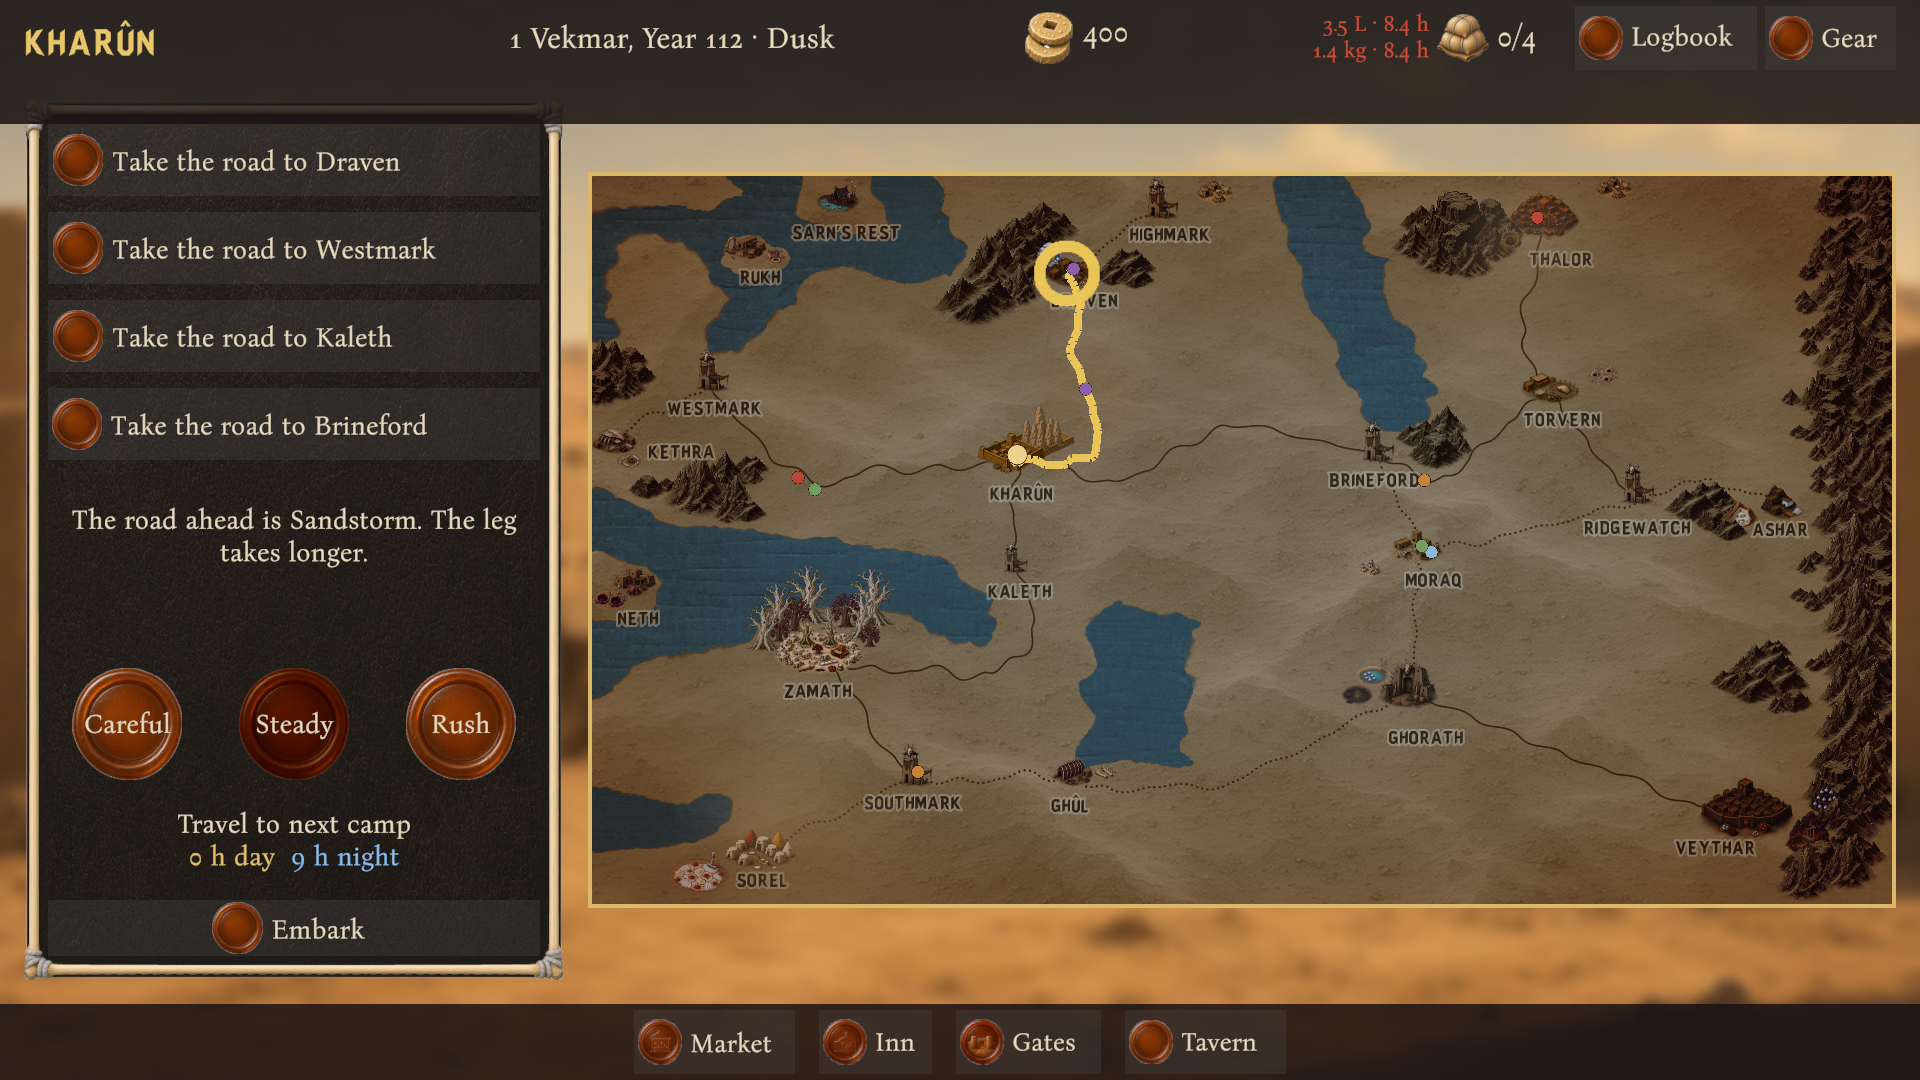 KHARÛN
1 Vekmar, Year 112 · Dusk
400
3.5 L · 8.4 h
1.4 kg · 8.4 h
0/4
Logbook
Gear
Take the road to Draven
Take the road to Westmark
Take the road to Kaleth
Take the road to Brineford
The road ahead is Sandstorm. The leg
takes longer.
Careful
Steady
Rush
Travel to next camp
0 h day 9 h night
Embark
SARN'S REST
HIGHMARK
RUKH
THALOR
VEN
WESTMARK
TORVERN
KETHRA
BRINEFORD
KHARÛN
RIDGEWATCH
ASHAR
MORAQ
KALETH
NETH
ZAMATH
GHORATH
SOUTHMARK
GHÛL
VEYTHAR
SOREL
Market
Inn
Gates
Tavern